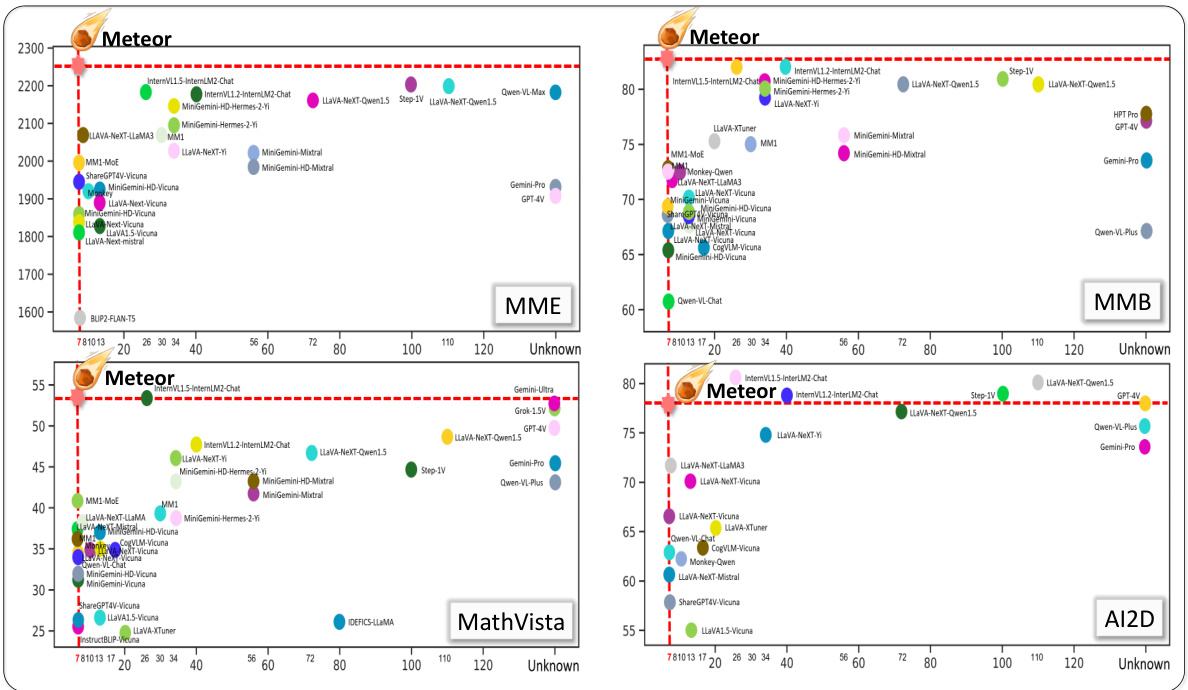 Meteor
2300
2200
2100
2000
1900
1800
1700
1600
InternVL1.5-InternLM2-Chat
InternVL1.2-InternLM2-Chat
MiniGemini-HD-Hermes-2-Yi
LLaVA-NeXT-Qwen1.5
Step-1V
LLaVA-NeXT-Qwen1.5
Qwen-VL-Max
MiniGemini-Hermes-2-Yi
LLAVA-NeXT-LLaMA3
MM1
LLaVA-NeXT-Yi
MiniGemini-Mixtral
MM1-MoE
MiniGemini-HD-Mixtral
ShareGPT4V-Vicuna
MiniGemini-HD-Vicuna
Monkey
Gemini-Pro
GPT-4V
LLaVA-Next-Vicuna
MiniGemini-HD-Vicuna
LLaVA-Next-Vicuna
LLaVA1.5-Vicuna
LLaVA-Next-mistral
BLIP2-FLAN-T5
MME
7 8 10 13 20 26 30 34 40 56 60 72 80 100 110 120 Unknown
Meteor
80
75
70
65
60
InternVL1.5-InternLM2-Chat
InternVL1.2-InternLM2-Chat
MiniGemini-HD-Hermes-2-Yi
MiniGemini-Hermes-2-Yi
LLaVA-NeXT-Yi
LLaVA-NeXT-Qwen1.5
Step-1V
LLaVA-NeXT-Qwen1.5
HPT Pro
GPT-4V
LLaVA-XTuner
MM1
MiniGemini-Mixtral
MiniGemini-HD-Mixtral
Gemini-Pro
MM1-MoE
MM1
Monkey-Qwen
LLaVA-NeXT-LLaMA3
LLaVA-NeXT-Vicuna
MiniGemini-Vicuna
MiniGemini-HD-Vicuna
ShareGPT4V-Vicuna
MiniGemini-Vicuna
LLaVA-NeXT-Mistral
LLaVA-NeXT-Vicuna
LLaVA-NeXT-Vicuna
CogVLM-Vicuna
MiniGemini-HD-Vicuna
Qwen-VL-Plus
Qwen-VL-Chat
MMB
7 8 10 13 17 20 26 30 34 40 56 60 72 80 100 110 120 Unknown
Meteor
55
50
45
40
35
30
25
InternVL1.5-InternLM2-Chat
Gemini-Ultra
Grok-1.5V
GPT-4V
InternVL1.2-InternLM2-Chat
LLaVA-NeXT-Qwen1.5
LLaVA-NeXT-Yi
LLaVA-NeXT-Qwen1.5
Gemini-Pro
Step-1V
MiniGemini-HD-Hermes-2-Yi
MiniGemini-HD-Mixtral
Qwen-VL-Plus
MiniGemini-Mixtral
MM1-MoE
MM1
MiniGemini-Hermes-2-Yi
LLaVA-NeXT-LLaMA
LLaVA-NeXT-Mistral
MiniGemini-HD-Vicuna
MM1
Monkey
CogVLM-Vicuna
LLaVA-NeXT-Vicuna
LLaVA-NeXT-Vicuna
Qwen-VL-Chat
MiniGemini-HD-Vicuna
MiniGemini-Vicuna
ShareGPT4V-Vicuna
LLaVA1.5-Vicuna
LLaVA-XTuner
InstructBLIP-Vicuna
IDEFICS-LLaMA
MathVista
7 8 10 13 17 20 26 30 34 40 56 60 72 80 100 110 120 Unknown
Meteor
80
75
70
65
60
55
InternVL1.5-InterLM2-Chat
InternVL1.2-InterLM2-Chat
LLaVA-NeXT-Qwen1.5
Step-1V
GPT-4V
LLaVA-NeXT-Qwen1.5
LLaVA-NeXT-Yi
Qwen-VL-Plus
Gemini-Pro
LLaVA-NeXT-LLaMA3
LLaVA-NeXT-Vicuna
LLaVA-NeXT-Vicuna
LLaVA-XTuner
Qwen-VL-Chat
CogVLM-Vicuna
Monkey-Qwen
LLaVA-NeXT-Mistral
ShareGPT4V-Vicuna
LLaVA1.5-Vicuna
AI2D
7 8 10 13 17 20 26 30 34 40 56 60 72 80 100 110 120 Unknown